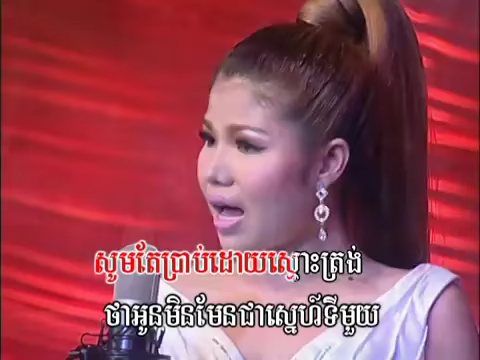 សូមតែប្រាប់ដោយស្មោះត្រង់
ថាអូនមិនមែនជាស្នេហ៍ទីមួយ